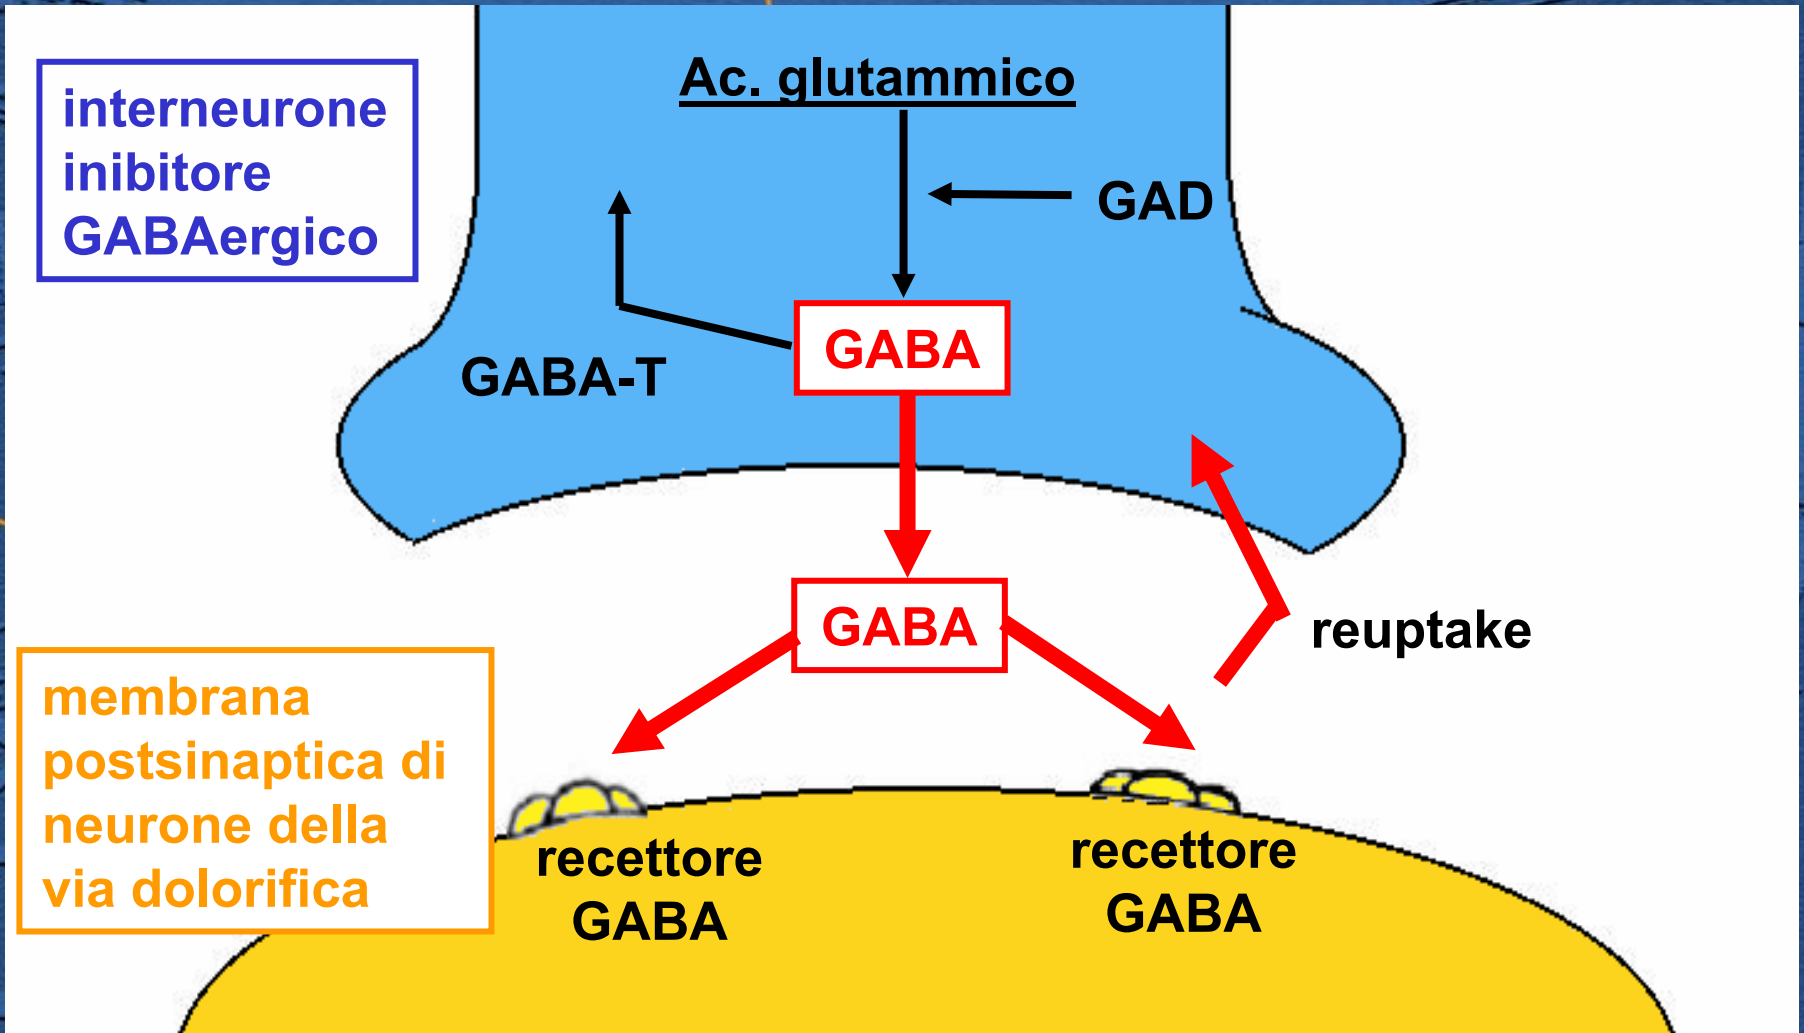 interneurone
inibitore
GABAergico
Ac. glutammico
GAD
GABA
GABA-T
GABA
reuptake
membrana
postsinaptica di
neurone della
via dolorifica
recettore
GABA
recettore
GABA